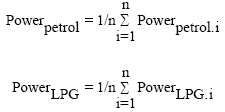 Power_petrol = 1/n Σ_{i=1}^{n} Power_petrol.i
Power_LPG = 1/n Σ_{i=1}^{n} Power_LPG.i